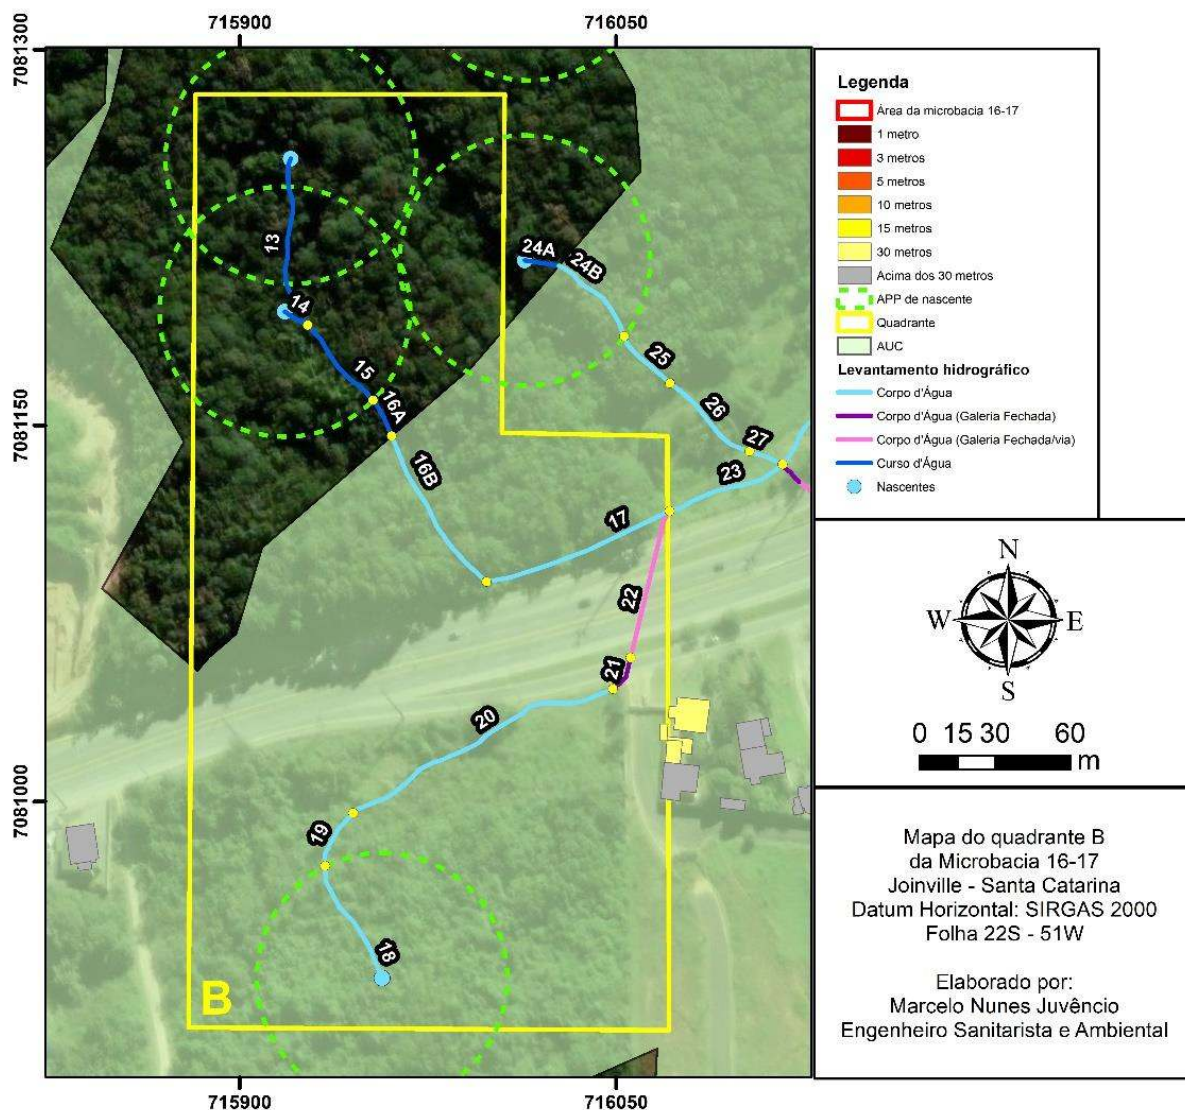 715900
716050
7081300
7081150
7081000
13
14
15
16A
16B
24A
24B
25
26
27
23
17
22
21
20
19
18
B
715900
716050
Legenda
Área da microbacia 16-17
1 metro
3 metros
5 metros
10 metros
15 metros
30 metros
Acima dos 30 metros
APP de nascente
Quadrante
AUC
Levantamento hidrográfico
Corpo d'Água
Corpo d'Água (Galeria Fechada)
Corpo d'Água (Galeria Fechada/via)
Curso d'Água
Nascentes
N
W
E
S
0 15 30 60
m
Mapa do quadrante B
da Microbacia 16-17
Joinville - Santa Catarina
Datum Horizontal: SIRGAS 2000
Folha 22S - 51W
Elaborado por:
Marcelo Nunes Juvêncio
Engenheiro Sanitarista e Ambiental